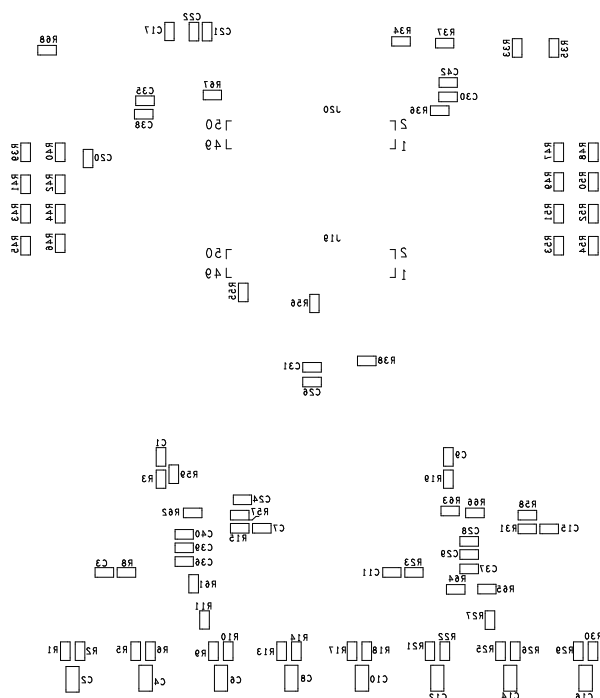 C22
C17
C21
R34
R37
R68
R33
R35
C42
R67
C35
C30
J20
R36
C38
50
2
49
1
R39
R40
C20
R47
R48
R41
R42
R49
R50
R43
R44
R51
R52
R45
R46
J19
R53
R54
50
2
49
1
R55
R56
R38
C31
C26
C1
C9
R3
R59
R19
C24
R62
R57
R63
R66
R58
C40
R15
C7
C28
R31
C15
C39
C29
C36
C37
C3
R8
C11
R23
R61
R64
R65
R11
R27
R1
R2
R5
R6
R9
R10
R13
R14
R17
R18
R21
R22
R25
R26
R29
R30
C2
C4
C6
C8
C10
C12
C14
C16